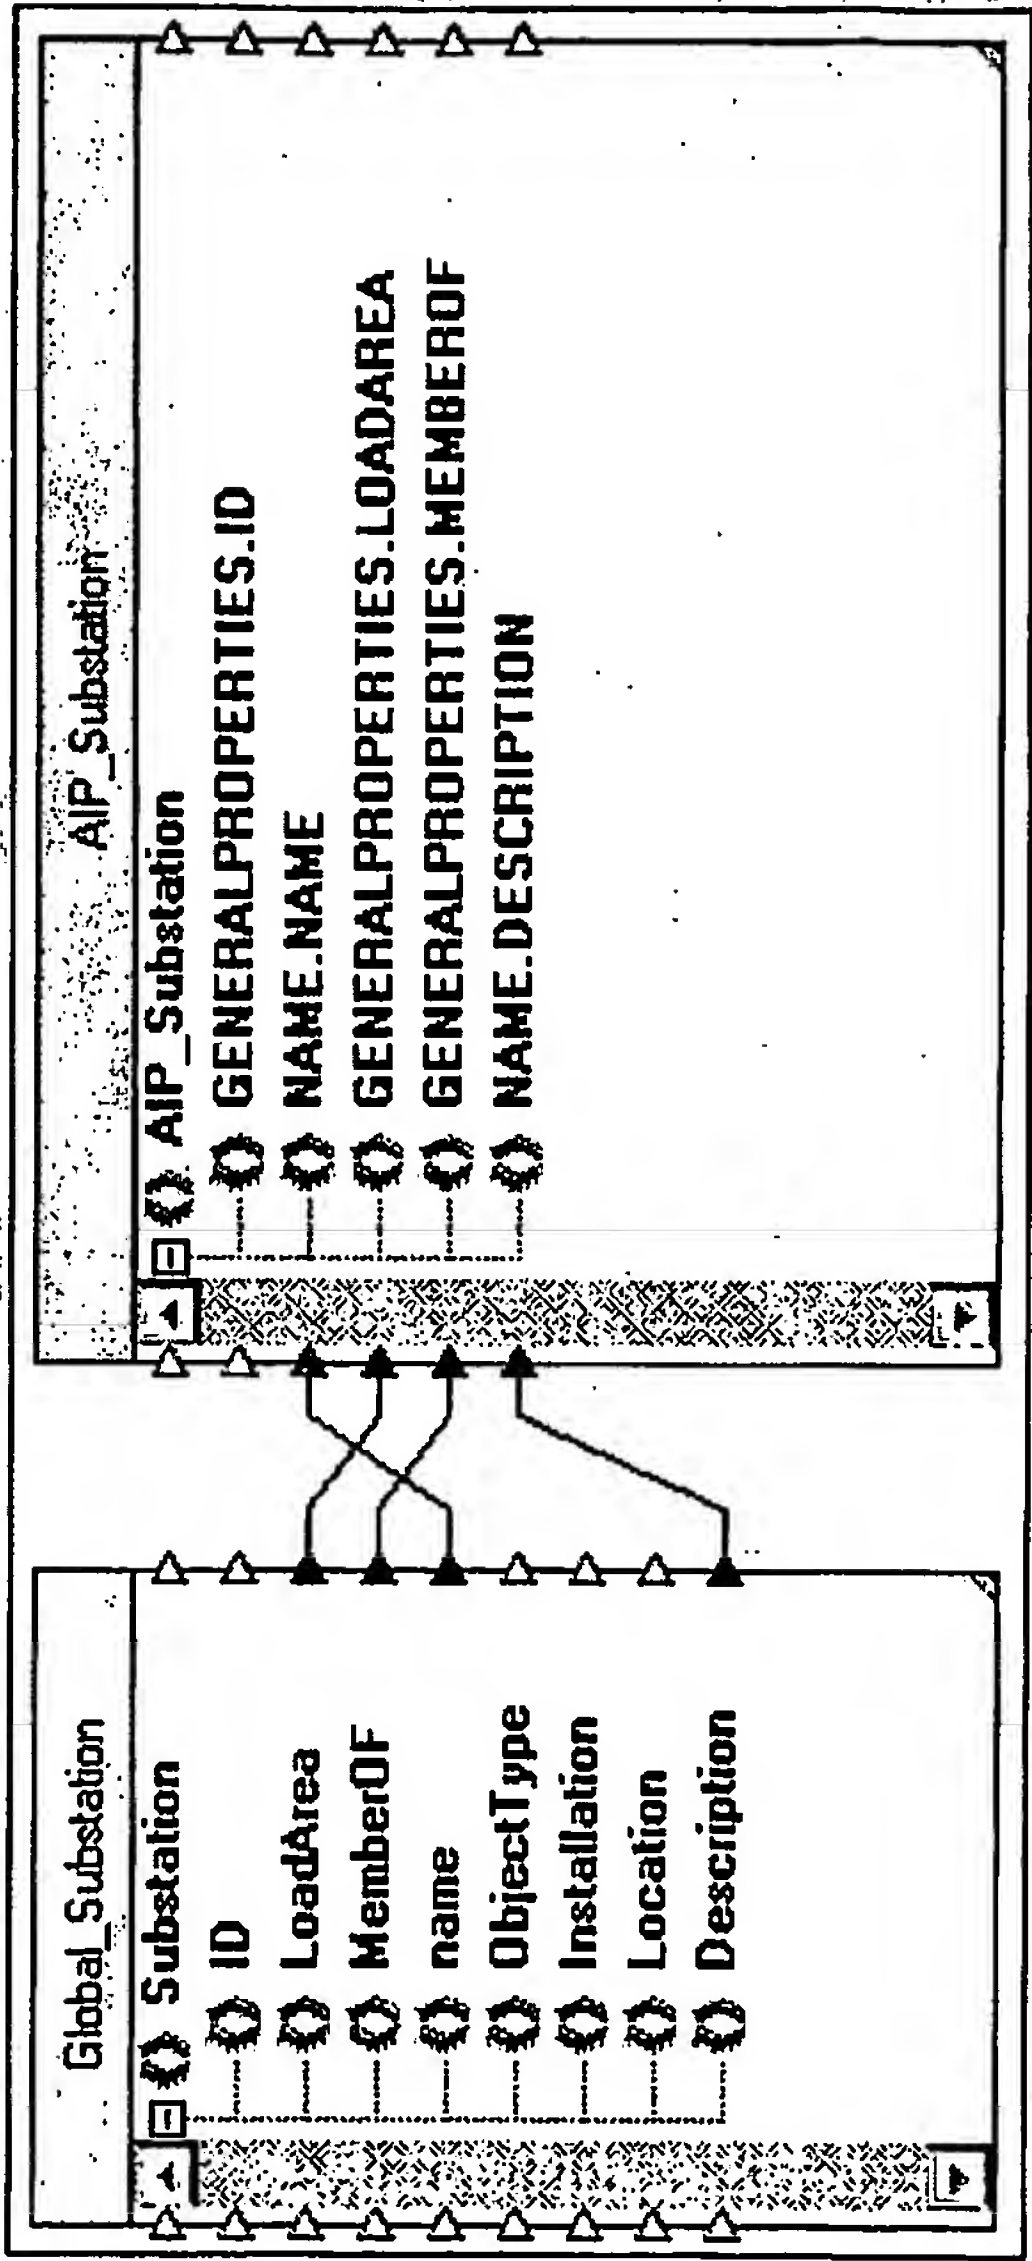 Global_Substation
Substation
ID
LoadArea
MemberOF
name
ObjectType
Installation
Location
Description
AIP_Substation
AIP_Substation
GENERALPROPERTIES.ID
NAME.NAME
GENERALPROPERTIES.LOADAREA
GENERALPROPERTIES.MEMBEROF
NAME.DESCRIPTION